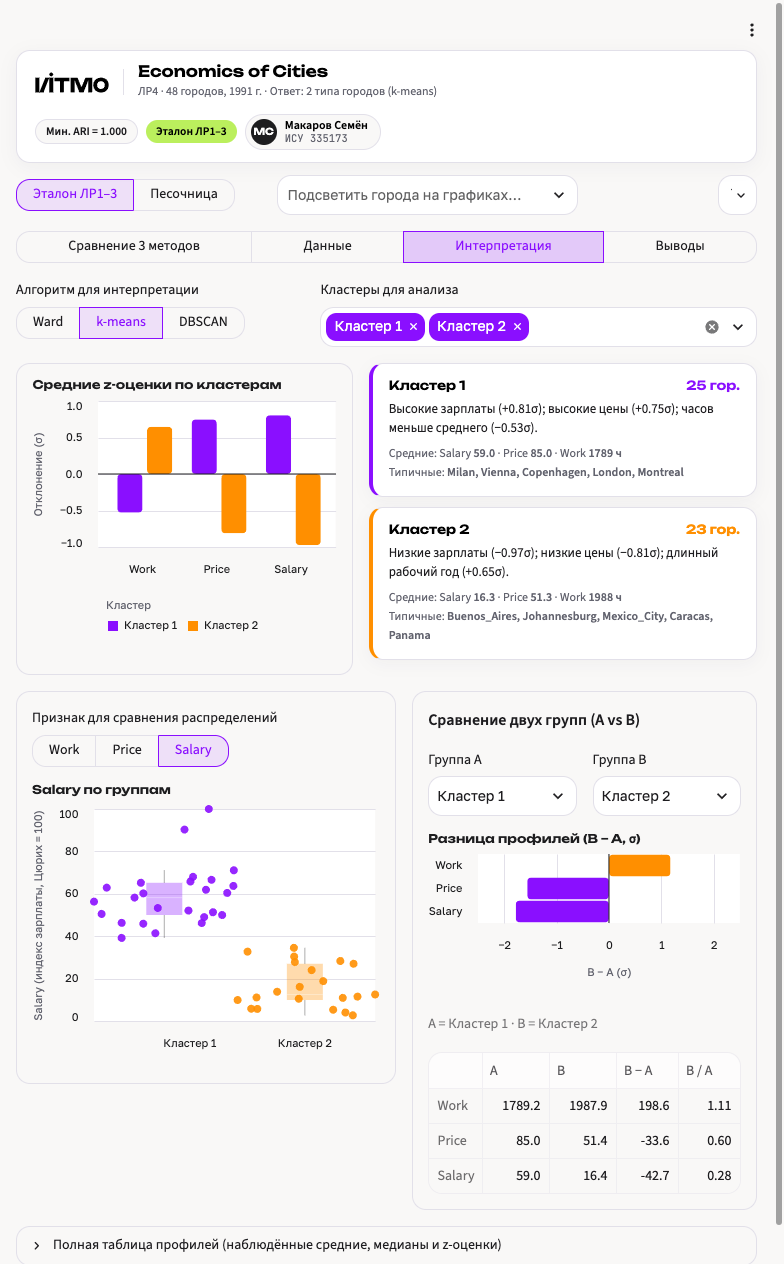 ИТМО
Economics of Cities
ЛР4 · 48 городов, 1991 г. · Ответ: 2 типа городов (k-means)
Мин. ARI = 1.000
Эталон ЛР1–3
МС
Макаров Семён
ИСУ 335173
Эталон ЛР1–3
Песочница
Подсветить города на графиках...
Сравнение 3 методов
Данные
Интерпретация
Выводы
Алгоритм для интерпретации
Кластеры для анализа
Ward
k-means
DBSCAN
Кластер 1 ×
Кластер 2 ×
Средние z-оценки по кластерам
Отклонение (σ)
1.0
0.5
0.0
−0.5
−1.0
Work
Price
Salary
Кластер
Кластер 1
Кластер 2
Кластер 1
25 гор.
Высокие зарплаты (+0.81σ); высокие цены (+0.75σ); часов
меньше среднего (−0.53σ).
Средние: Salary 59.0 · Price 85.0 · Work 1789 ч
Типичные: Milan, Vienna, Copenhagen, London, Montreal
Кластер 2
23 гор.
Низкие зарплаты (−0.97σ); низкие цены (−0.81σ); длинный
рабочий год (+0.65σ).
Средние: Salary 16.3 · Price 51.3 · Work 1988 ч
Типичные: Buenos_Aires, Johannesburg, Mexico_City, Caracas,
Panama
Признак для сравнения распределений
Work
Price
Salary
Salary по группам
Salary (индекс зарплаты, Цюрих = 100)
100
80
60
40
20
0
Кластер 1
Кластер 2
Сравнение двух групп (A vs B)
Группа A
Группа B
Кластер 1
Кластер 2
Разница профилей (B − A, σ)
Work
Price
Salary
−2
−1
0
1
2
B − A (σ)
A = Кластер 1 · B = Кластер 2
A B B − A B / A
Work 1789.2 1987.9 198.6 1.11
Price 85.0 51.4 -33.6 0.60
Salary 59.0 16.4 -42.7 0.28
Полная таблица профилей (наблюдённые средние, медианы и z-оценки)